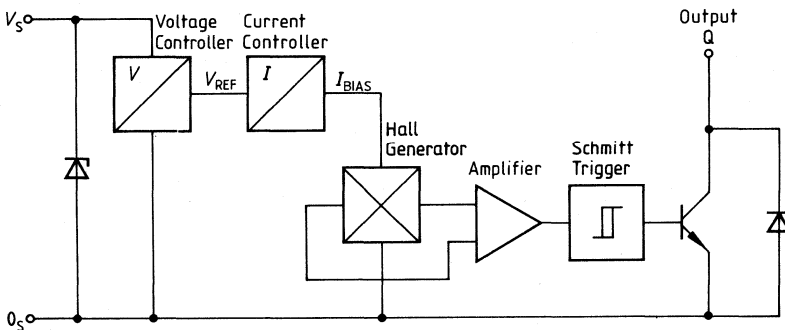 V_S
Voltage
Controller
Current
Controller
Output
Q
V
V_REF
I
I_BIAS
Hall
Generator
Amplifier
Schmitt
Trigger
0_S